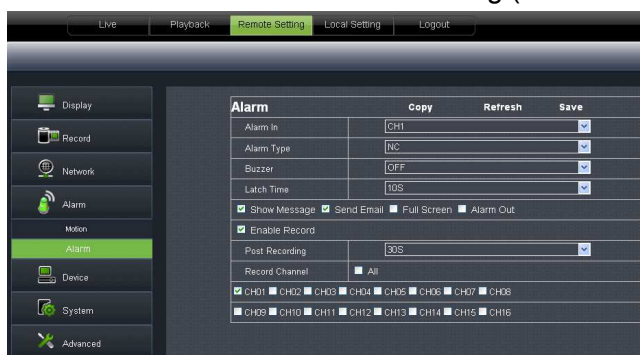 Live Playback Remote Setting Local Setting Logout
Display
Record
Network
Alarm
Motion
Alarm
Device
System
Advanced
Alarm Copy Refresh Save
Alarm In CH1
Alarm Type NC
Buzzer OFF
Latch Time 10S
Show Message Send Email Full Screen Alarm Out
Enable Record
Post Recording 30S
Record Channel All
CH01 CH02 CH03 CH04 CH05 CH06 CH07 CH08
CH09 CH10 CH11 CH12 CH13 CH14 CH15 CH16